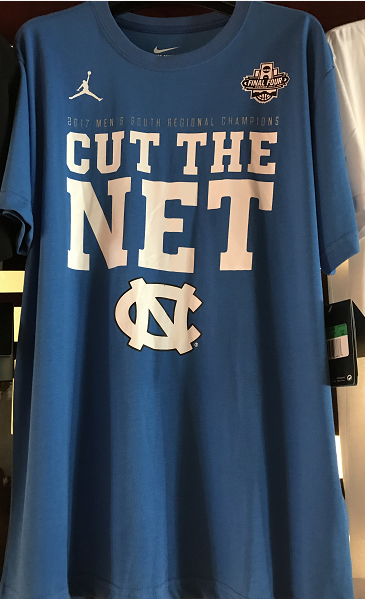 FINAL FOUR
2017 MEN'S SOUTH REGIONAL CHAMPIONS
CUT THE
NET
NC